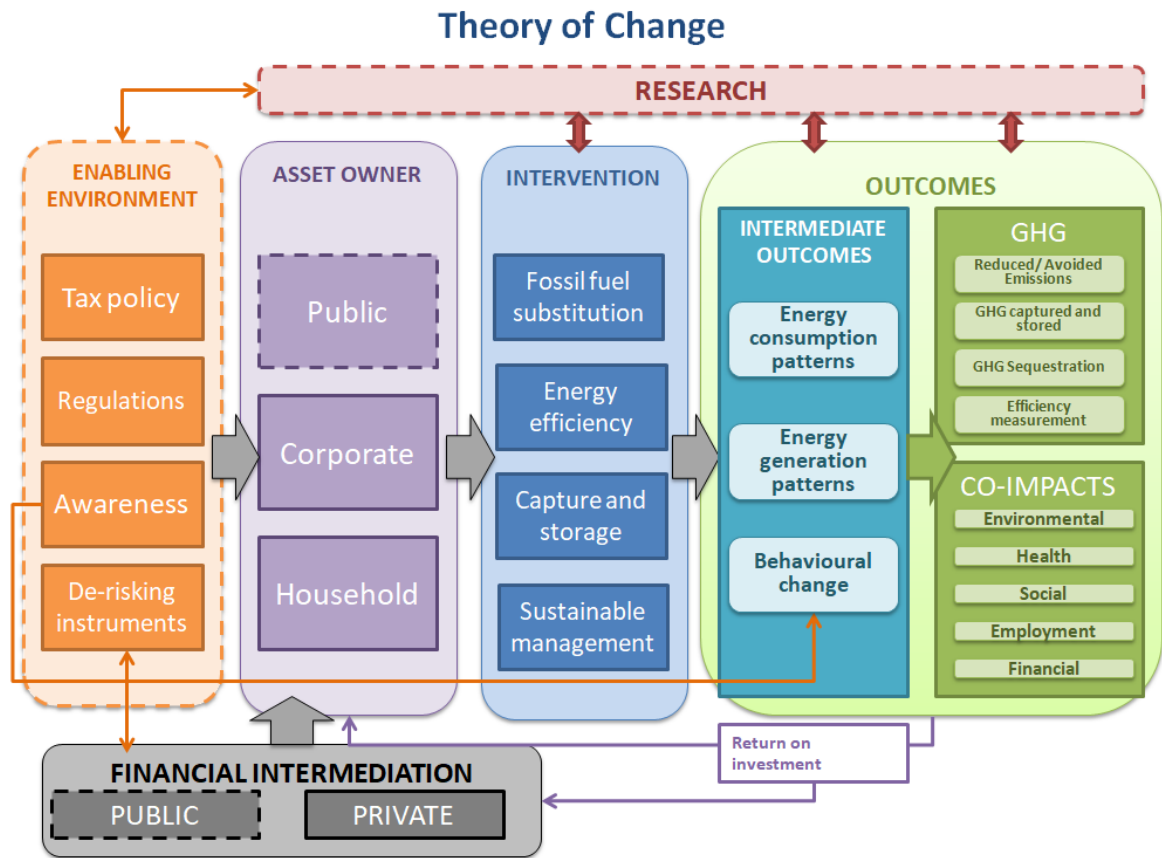 Theory of Change
RESEARCH
ENABLING
ENVIRONMENT
Tax policy
Regulations
Awareness
De-risking
instruments
ASSET OWNER
Public
Corporate
Household
INTERVENTION
Fossil fuel
substitution
Energy
efficiency
Capture and
storage
Sustainable
management
OUTCOMES
INTERMEDIATE
OUTCOMES
Energy
consumption
patterns
Energy
generation
patterns
Behavioural
change
GHG
Reduced/ Avoided
Emissions
GHG captured and
stored
GHG Sequestration
Efficiency
measurement
CO-IMPACTS
Environmental
Health
Social
Employment
Financial
Return on
investment
FINANCIAL INTERMEDIATION
PUBLIC
PRIVATE